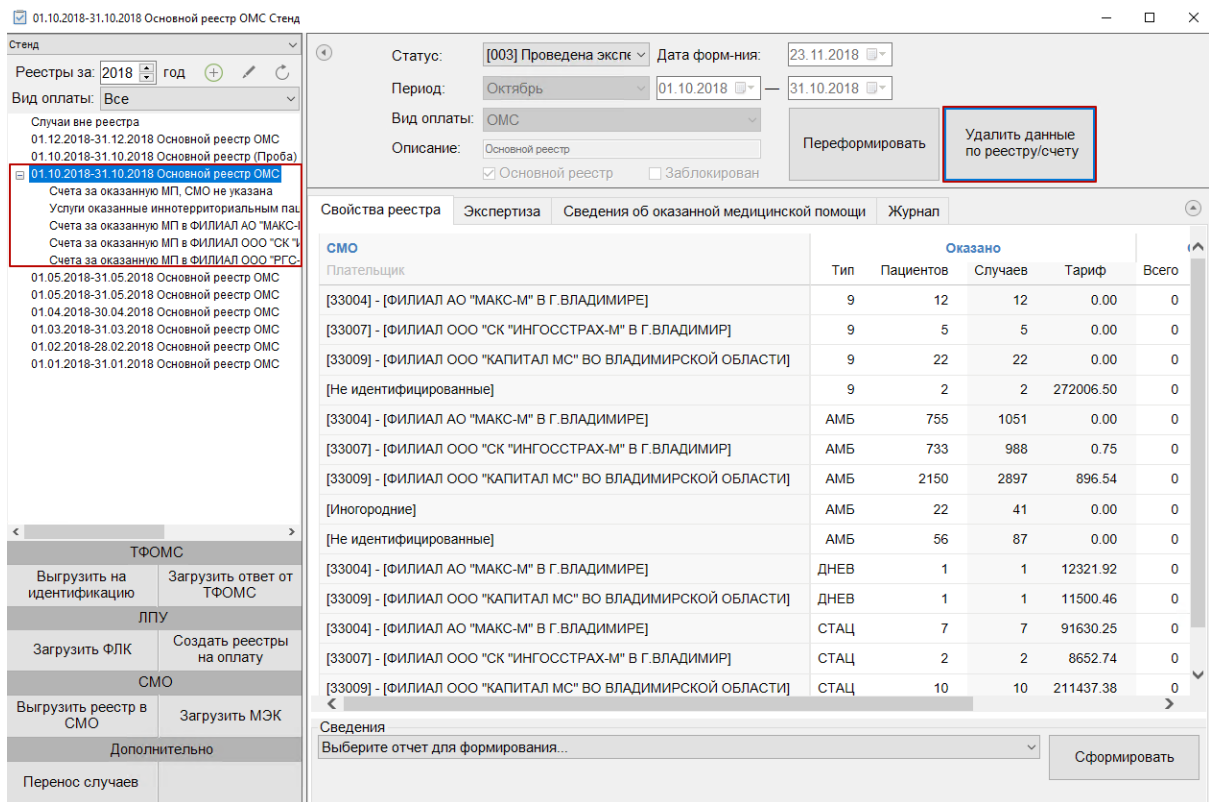 01.10.2018-31.10.2018 Основной реестр ОМС Стенд
Стенд
Реестры за: 2018 год
Вид оплаты: Все
Случаи вне реестра
01.12.2018-31.12.2018 Основной реестр ОМС
01.10.2018-31.10.2018 Основной реестр (Проба)
01.10.2018-31.10.2018 Основной реестр ОМС
Счета за оказанную МП, СМО не указана
Услуги оказанные иннотерриториальным пац
Счета за оказанную МП в ФИЛИАЛ АО "МАКС-
Счета за оказанную МП в ФИЛИАЛ ООО "СК "И
Счета за оказанную МП в ФИЛИАЛ ООО "РГС-
01.05.2018-31.05.2018 Основной реестр ОМС
01.05.2018-31.05.2018 Основной реестр ОМС
01.04.2018-30.04.2018 Основной реестр ОМС
01.03.2018-31.03.2018 Основной реестр ОМС
01.02.2018-28.02.2018 Основной реестр ОМС
01.01.2018-31.01.2018 Основной реестр ОМС
ТФОМС
Выгрузить на идентификацию
Загрузить ответ от ТФОМС
ЛПУ
Загрузить ФЛК
Создать реестры на оплату
СМО
Выгрузить реестр в СМО
Загрузить МЭК
Дополнительно
Перенос случаев
Статус: [003] Проведена экспе Дата форм-ния: 23.11.2018
Период: Октябрь 01.10.2018 — 31.10.2018
Вид оплаты: ОМС
Описание: Основной реестр
Основной реестр Заблокирован
Переформировать
Удалить данные
по реестру/счету
Свойства реестра Экспертиза Сведения об оказанной медицинской помощи Журнал
СМО Оказано
Плательщик Тип Пациентов Случаев Тариф Всего
[33004] - [ФИЛИАЛ АО "МАКС-М" В Г.ВЛАДИМИРЕ] 9 12 12 0.00 0
[33007] - [ФИЛИАЛ ООО "СК "ИНГОССТРАХ-М" В Г.ВЛАДИМИР] 9 5 5 0.00 0
[33009] - [ФИЛИАЛ ООО "КАПИТАЛ МС" ВО ВЛАДИМИРСКОЙ ОБЛАСТИ] 9 22 22 0.00 0
[Не идентифицированные] 9 2 2 272006.50 0
[33004] - [ФИЛИАЛ АО "МАКС-М" В Г.ВЛАДИМИРЕ] АМБ 755 1051 0.00 0
[33007] - [ФИЛИАЛ ООО "СК "ИНГОССТРАХ-М" В Г.ВЛАДИМИР] АМБ 733 988 0.75 0
[33009] - [ФИЛИАЛ ООО "КАПИТАЛ МС" ВО ВЛАДИМИРСКОЙ ОБЛАСТИ] АМБ 2150 2897 896.54 0
[Иногородние] АМБ 22 41 0.00 0
[Не идентифицированные] АМБ 56 87 0.00 0
[33004] - [ФИЛИАЛ АО "МАКС-М" В Г.ВЛАДИМИРЕ] ДНЕВ 1 1 12321.92 0
[33009] - [ФИЛИАЛ ООО "КАПИТАЛ МС" ВО ВЛАДИМИРСКОЙ ОБЛАСТИ] ДНЕВ 1 1 11500.46 0
[33004] - [ФИЛИАЛ АО "МАКС-М" В Г.ВЛАДИМИРЕ] СТАЦ 7 7 91630.25 0
[33007] - [ФИЛИАЛ ООО "СК "ИНГОССТРАХ-М" В Г.ВЛАДИМИР] СТАЦ 2 2 8652.74 0
[33009] - [ФИЛИАЛ ООО "КАПИТАЛ МС" ВО ВЛАДИМИРСКОЙ ОБЛАСТИ] СТАЦ 10 10 211437.38 0
Сведения
Выберите отчет для формирования...
Сформировать